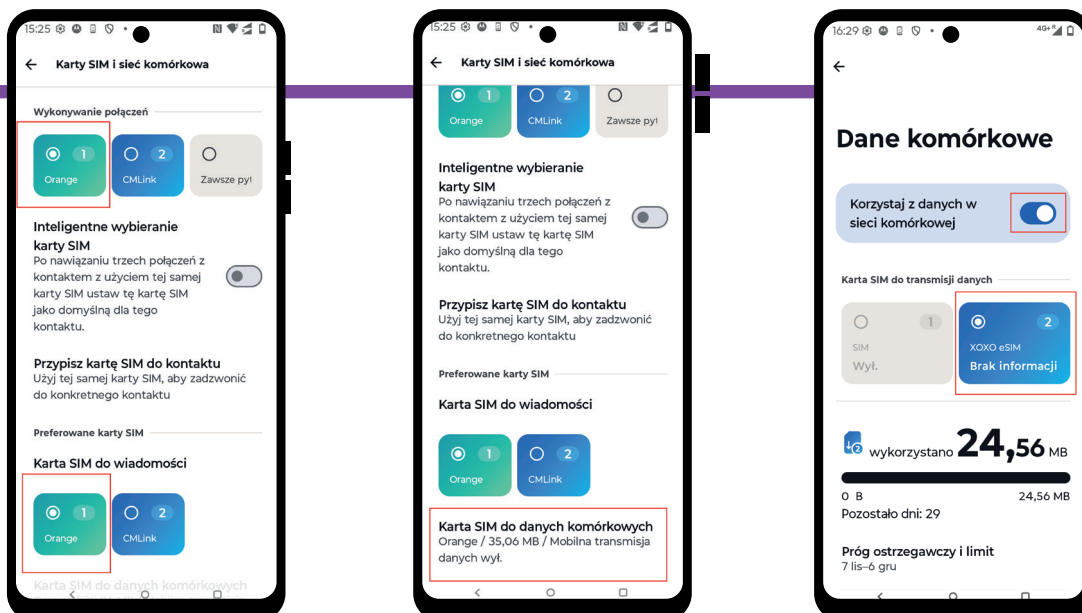 15:25
Karty SIM i sieć komórkowa
Wykonywanie połączeń
1
2
Orange
CMLink
Zawsze pyt
Inteligentne wybieranie
karty SIM
Po nawiązaniu trzech połączeń z
kontaktem z użyciem tej samej
karty SIM ustaw tę kartę SIM
jako domyślną dla tego
kontaktu.
Przypisz kartę SIM do kontaktu
Użyj tej samej karty SIM, aby zadzwonić
do konkretnego kontaktu
Preferowane karty SIM
Karta SIM do wiadomości
1
2
Orange
CMLink
Karta SIM do danych komórkowych
15:25
Karty SIM i sieć komórkowa
1
2
Orange
CMLink
Zawsze pyt
Inteligentne wybieranie
karty SIM
Po nawiązaniu trzech połączeń z
kontaktem z użyciem tej samej
karty SIM ustaw tę kartę SIM
jako domyślną dla tego
kontaktu.
Przypisz kartę SIM do kontaktu
Użyj tej samej karty SIM, aby zadzwonić
do konkretnego kontaktu
Preferowane karty SIM
Karta SIM do wiadomości
1
2
Orange
CMLink
Karta SIM do danych komórkowych
Orange / 35,06 MB / Mobilna transmisja
danych wył.
16:29
4G+ R
Dane komórkowe
Korzystaj z danych w
sieci komórkowej
Karta SIM do transmisji danych
1
2
SIM
XOXO eSIM
Wył.
Brak informacji
2
wykorzystano 24,56 MB
0 B
24,56 MB
Pozostało dni: 29
Próg ostrzegawczy i limit
7 lis–6 gru